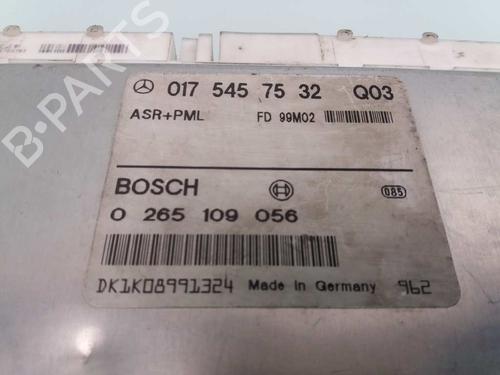 017 545 75 32 Q03
ASR+PML FD 99M02
BOSCH 085
0 265 109 056
DK1K08991324 Made in Germany 962
B-PARTS